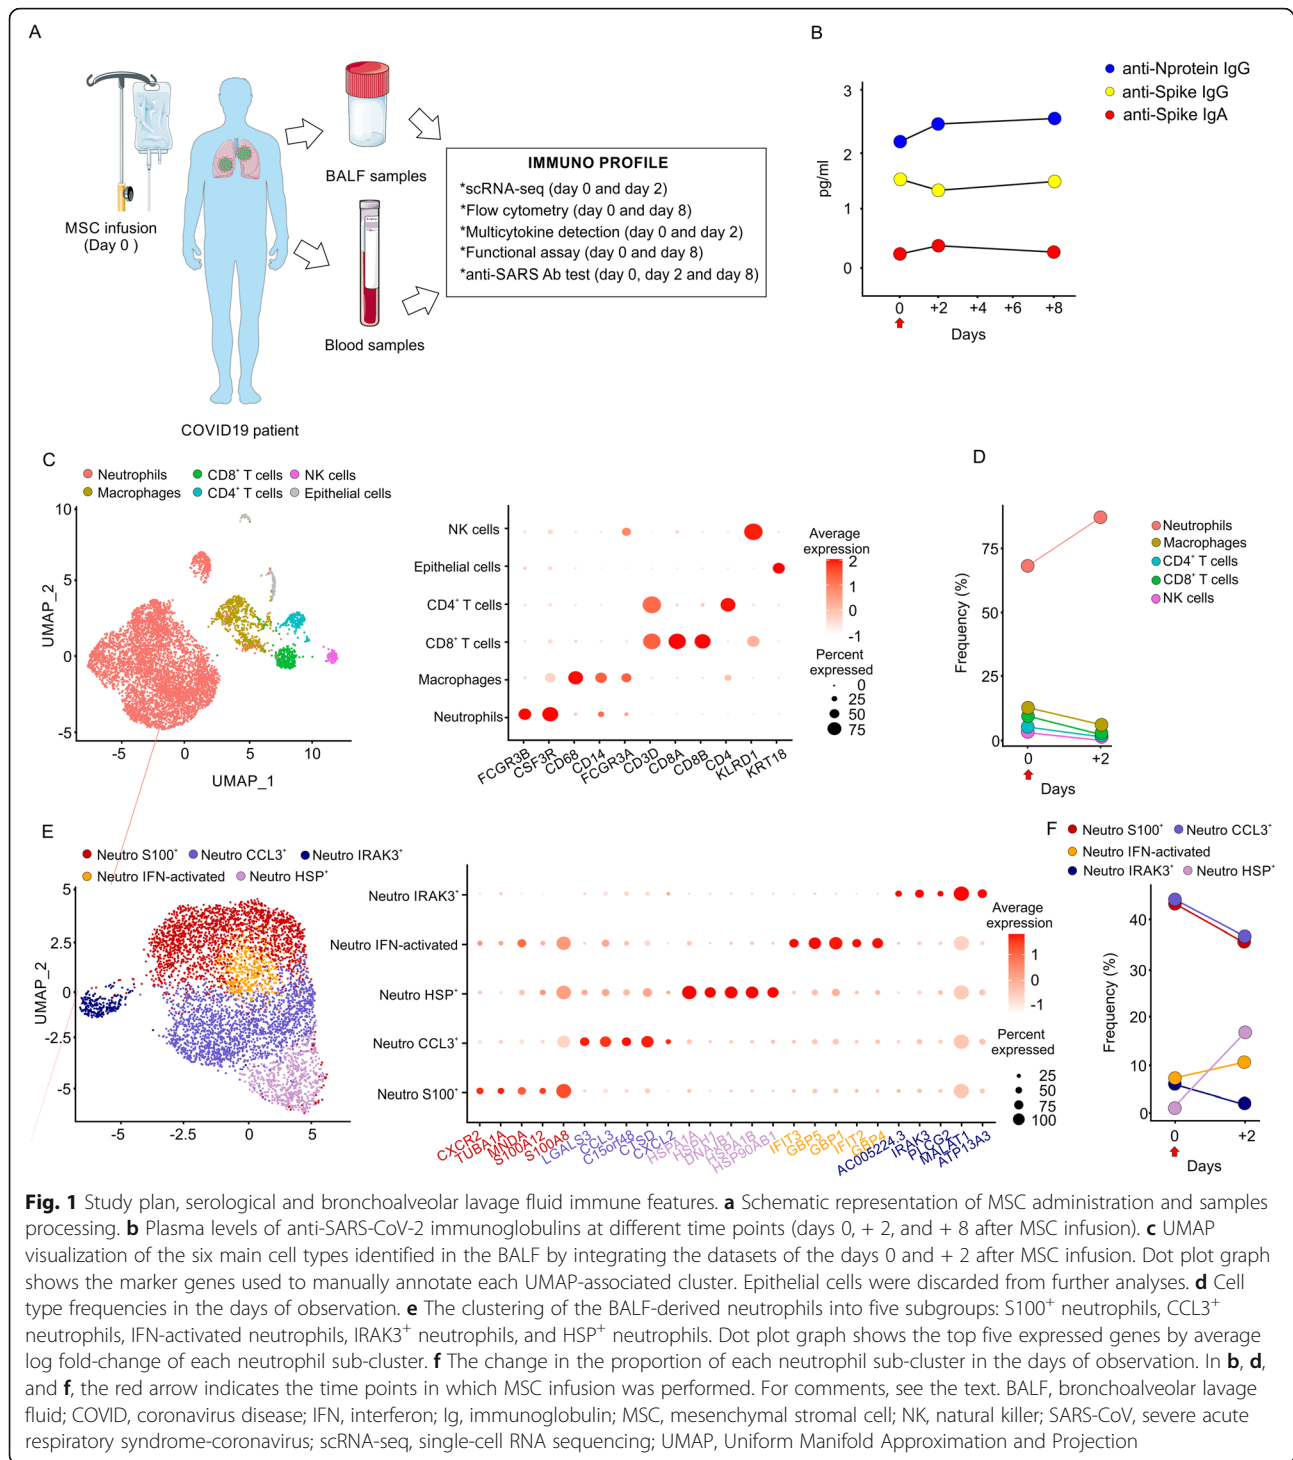 A
MSC infusion
(Day 0 )
BALF samples
Blood samples
COVID19 patient
IMMUNO PROFILE
*scRNA-seq (day 0 and day 2)
*Flow cytometry (day 0 and day 8)
*Multicytokine detection (day 0 and day 2)
*Functional assay (day 0 and day 8)
*anti-SARS Ab test (day 0, day 2 and day 8)
B
anti-Nprotein IgG
anti-Spike IgG
anti-Spike IgA
3
2
1
0
pg/ml
0 +2 +4 +6 +8
Days
C
Neutrophils CD8+ T cells NK cells
Macrophages CD4+ T cells Epithelial cells
10
5
0
-5
UMAP_2
-5 0 5 10
UMAP_1
NK cells
Epithelial cells
CD4+ T cells
CD8+ T cells
Macrophages
Neutrophils
FCGR3B CSF3R CD68 CD14 FCGR3A CD3D CD8A CD8B CD4 KLRD1 KRT18
Average
expression
2
1
0
-1
Percent
expressed
0
25
50
75
D
75
50
25
0
Frequency (%)
0 +2
Days
Neutrophils
Macrophages
CD4+ T cells
CD8+ T cells
NK cells
E
Neutro S100+ Neutro CCL3+ Neutro IRAK3+
Neutro IFN-activated Neutro HSP+
5
2.5
0
-2.5
-5
UMAP_2
-5 -2.5 0 2.5 5
Neutro IRAK3+
Neutro IFN-activated
Neutro HSP+
Neutro CCL3+
Neutro S100+
CXCR2 TUBA1A MNDA S100A12 S100A8 LGALS3 CCL3 C15orf48 CTSD CXCL2 HSPA1A HSPH1 DNAJB1 HSPA1B HSP90AB1 IFIT3 GBP5 GBP1 IFIT2 GBP4 AC005224.3 IRAK3 PLCG2 MALAT1 ATP13A3
Average
expression
1
0
-1
Percent
expressed
25
50
75
100
F
Neutro S100+ Neutro CCL3+
Neutro IFN-activated
Neutro IRAK3+ Neutro HSP+
40
30
20
10
0
Frequency (%)
0 +2
Days
Fig. 1 Study plan, serological and bronchoalveolar lavage fluid immune features. a Schematic representation of MSC administration and samples
processing. b Plasma levels of anti-SARS-CoV-2 immunoglobulins at different time points (days 0, + 2, and + 8 after MSC infusion). c UMAP
visualization of the six main cell types identified in the BALF by integrating the datasets of the days 0 and + 2 after MSC infusion. Dot plot graph
shows the marker genes used to manually annotate each UMAP-associated cluster. Epithelial cells were discarded from further analyses. d Cell
type frequencies in the days of observation. e The clustering of the BALF-derived neutrophils into five subgroups: S100+ neutrophils, CCL3+
neutrophils, IFN-activated neutrophils, IRAK3+ neutrophils, and HSP+ neutrophils. Dot plot graph shows the top five expressed genes by average
log fold-change of each neutrophil sub-cluster. f The change in the proportion of each neutrophil sub-cluster in the days of observation. In b, d,
and f, the red arrow indicates the time points in which MSC infusion was performed. For comments, see the text. BALF, bronchoalveolar lavage
fluid; COVID, coronavirus disease; IFN, interferon; Ig, immunoglobulin; MSC, mesenchymal stromal cell; NK, natural killer; SARS-CoV, severe acute
respiratory syndrome-coronavirus; scRNA-seq, single-cell RNA sequencing; UMAP, Uniform Manifold Approximation and Projection